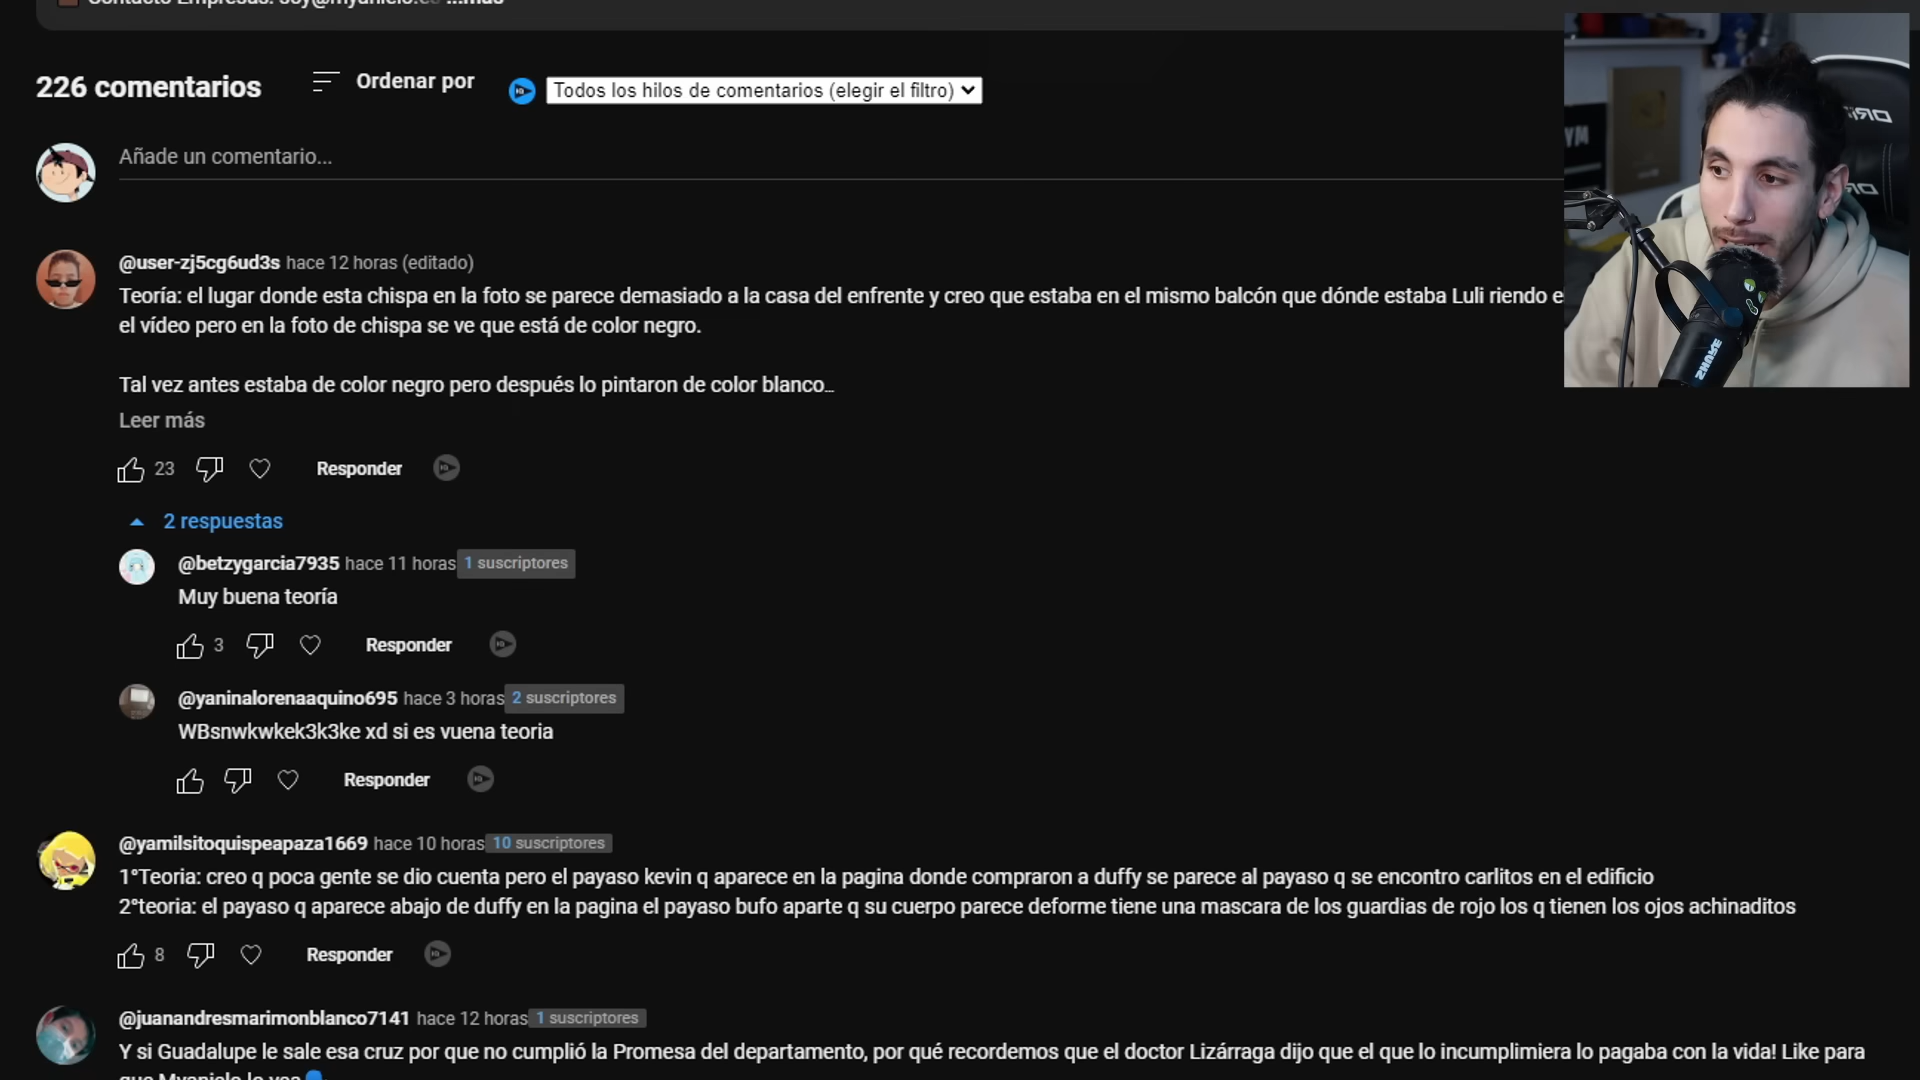 ...más
226 comentarios
Ordenar por
Todos los hilos de comentarios (elegir el filtro)
Añade un comentario...
@user-zj5cg6ud3s hace 12 horas (editado)
Teoría: el lugar donde esta chispa en la foto se parece demasiado a la casa del enfrente y creo que estaba en el mismo balcón que dónde estaba Luli riendo
el vídeo pero en la foto de chispa se ve que está de color negro.
Tal vez antes estaba de color negro pero después lo pintaron de color blanco...
Leer más
23
Responder
2 respuestas
@betzygarcia7935 hace 11 horas 1 suscriptores
Muy buena teoría
3
Responder
@yaninalorenaaquino695 hace 3 horas 2 suscriptores
WBsnwkwkek3k3ke xd si es vuena teoria
Responder
@yamilsitoquispeapaza1669 hace 10 horas 10 suscriptores
1°Teoria: creo q poca gente se dio cuenta pero el payaso kevin q aparece en la pagina donde compraron a duffy se parece al payaso q se encontro carlitos en el edificio
2°teoria: el payaso q aparece abajo de duffy en la pagina el payaso bufo aparte q su cuerpo parece deforme tiene una mascara de los guardias de rojo los q tienen los ojos achinaditos
8
Responder
@juanandresmarimonblanco7141 hace 12 horas 1 suscriptores
Y si Guadalupe le sale esa cruz por que no cumplió la Promesa del departamento, por qué recordemos que el doctor Lizárraga dijo que el que lo incumplimiera lo pagaba con la vida! Like para
SHURE